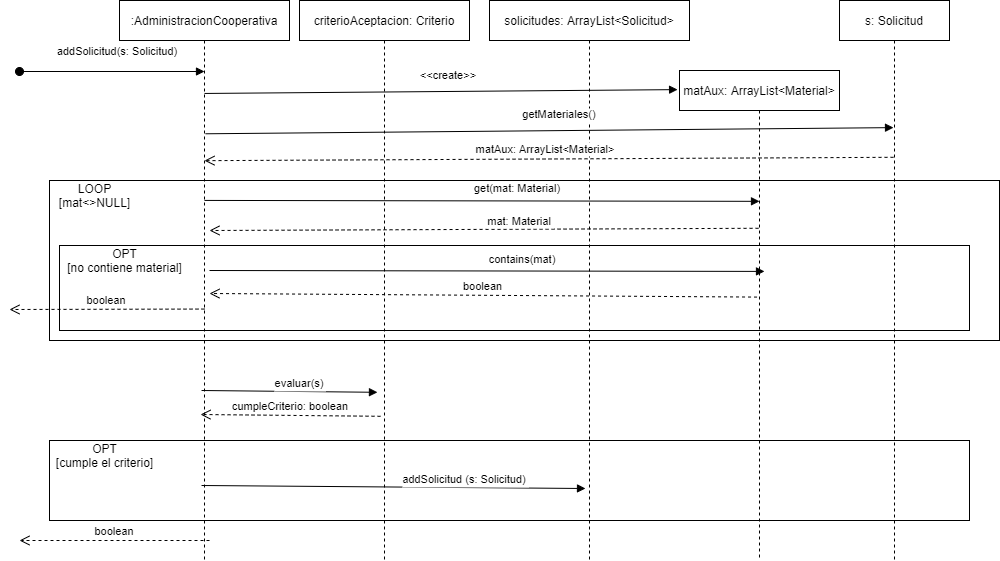 :AdministracionCooperativa
criterioAceptacion: Criterio
solicitudes: ArrayList<Solicitud>
s: Solicitud
addSolicitud(s: Solicitud)
<<create>>
matAux: ArrayList<Material>
getMateriales()
matAux: ArrayList<Material>
LOOP
[mat<>NULL]
get(mat: Material)
mat: Material
OPT
[no contiene material]
contains(mat)
boolean
boolean
evaluar(s)
cumpleCriterio: boolean
OPT
[cumple el criterio]
addSolicitud (s: Solicitud)
boolean